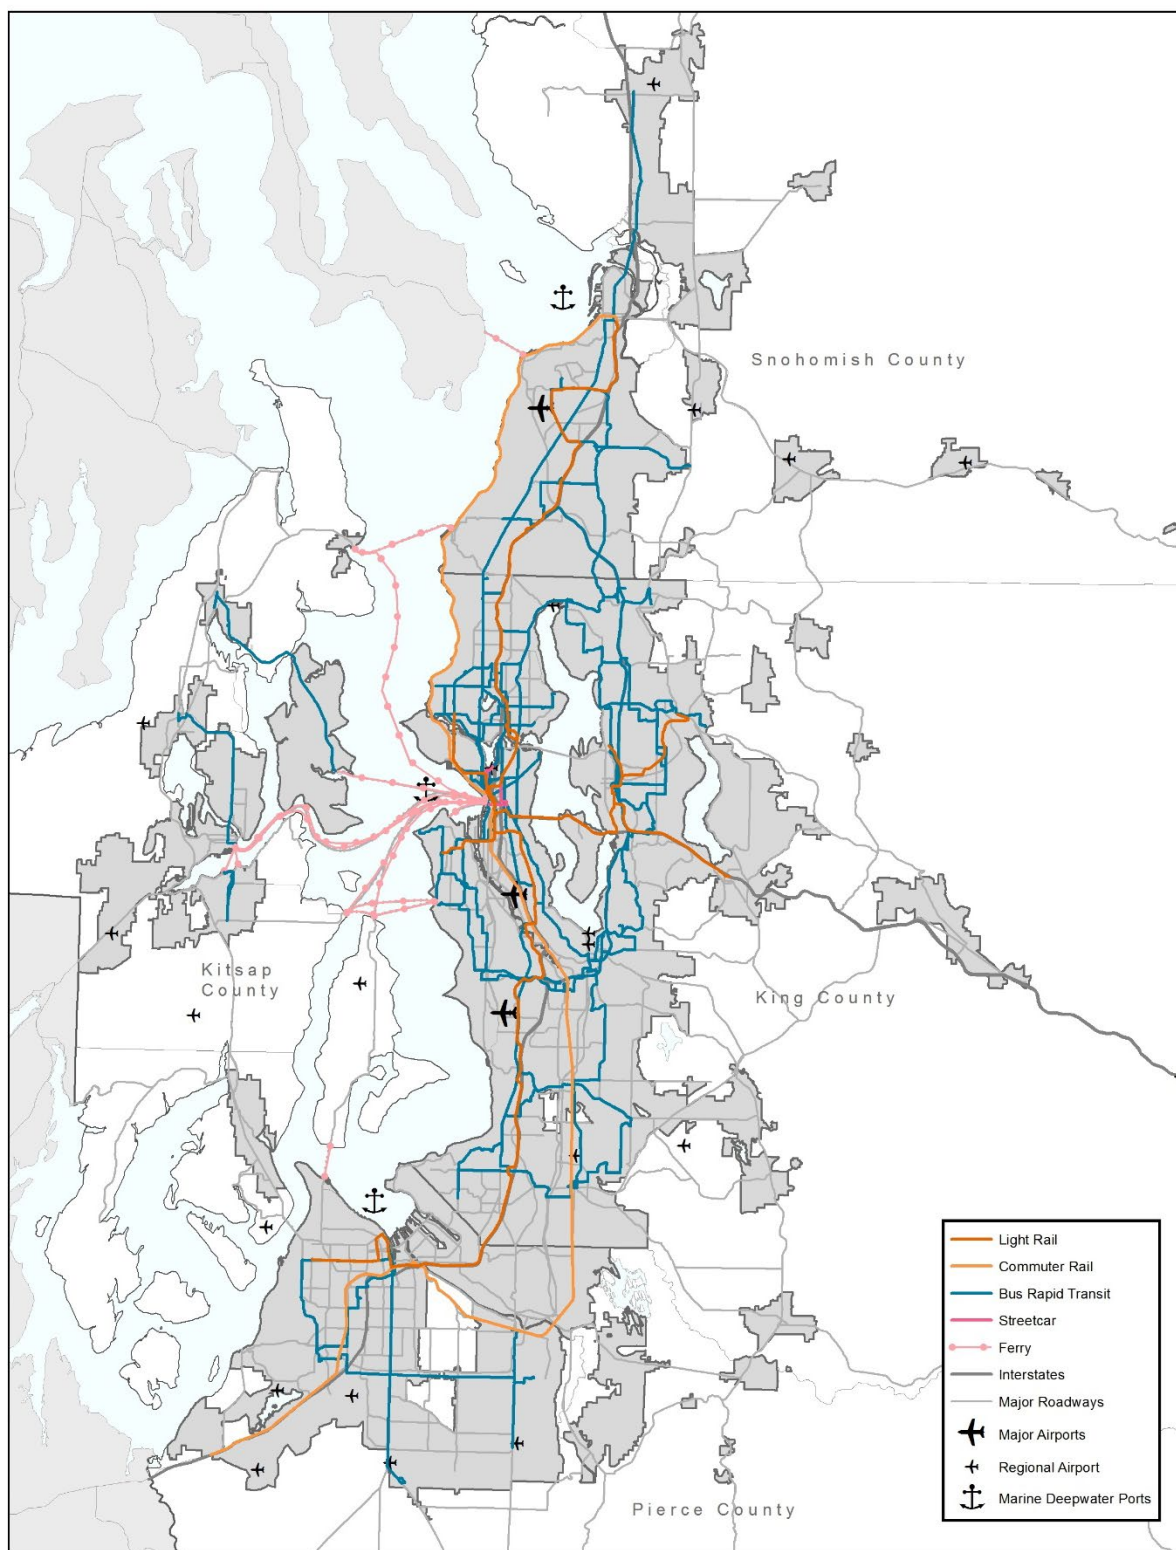 Snohomish County
Kitsap
County
King County
Light Rail
Commuter Rail
Bus Rapid Transit
Streetcar
Ferry
Interstates
Major Roadways
Major Airports
Regional Airport
Marine Deepwater Ports
Pierce County